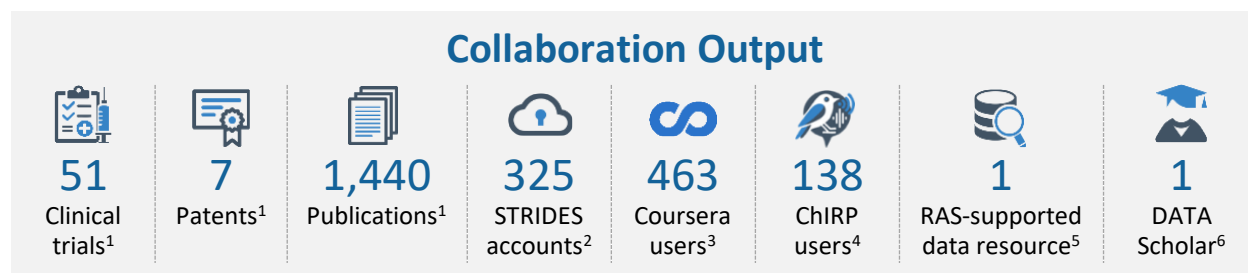 Collaboration Output
51
Clinical
trials1
7
Patents1
1,440
Publications1
325
STRIDES
accounts2
463
Coursera
users3
138
ChIRP
users4
1
RAS-supported
data resource5
1
DATA
Scholar6